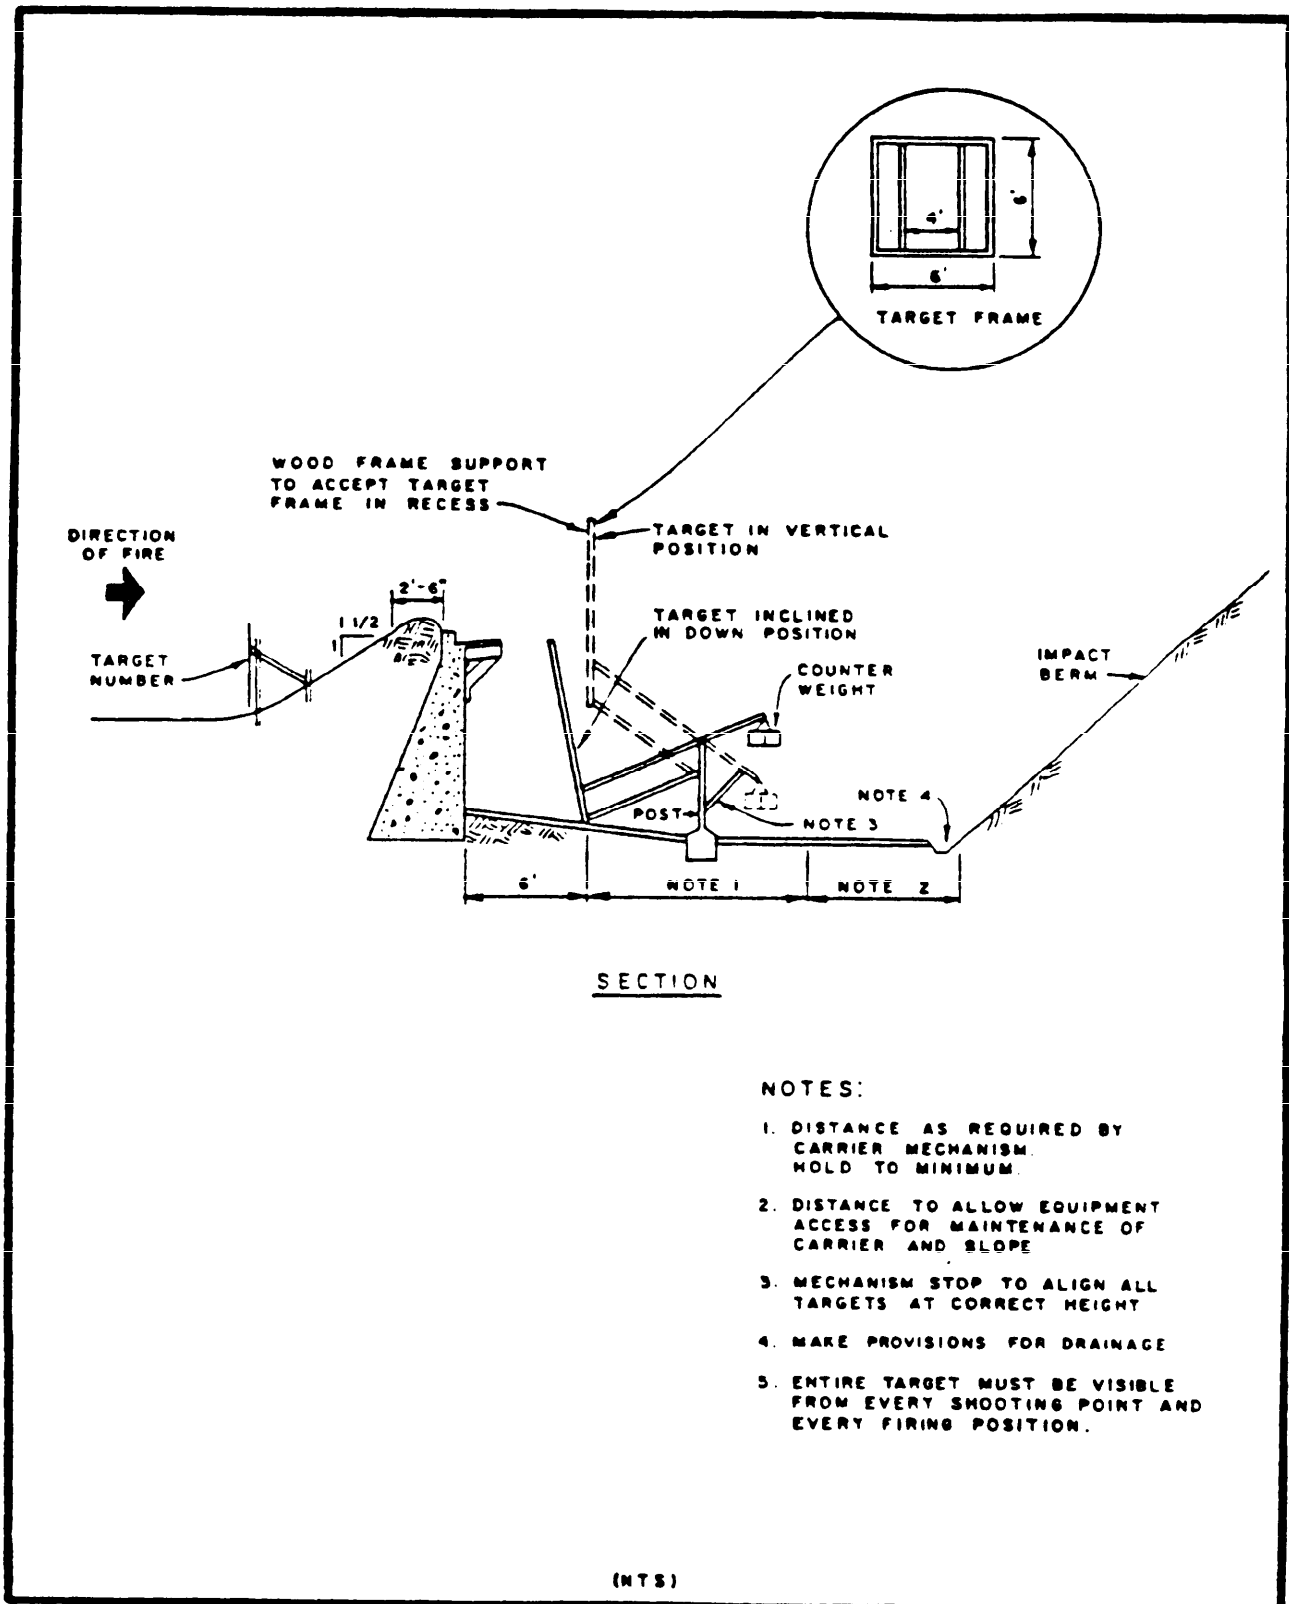 6'
4'
6'
TARGET FRAME
WOOD FRAME SUPPORT
TO ACCEPT TARGET
FRAME IN RECESS
DIRECTION
OF FIRE
TARGET IN VERTICAL
POSITION
2'-6"
1 1/2
1
TARGET INCLINED
IN DOWN POSITION
TARGET
NUMBER
COUNTER
WEIGHT
IMPACT
BERM
POST
NOTE 3
NOTE 4
6'
NOTE 1
NOTE 2
SECTION
NOTES:
1. DISTANCE AS REQUIRED BY
CARRIER MECHANISM.
HOLD TO MINIMUM.
2. DISTANCE TO ALLOW EQUIPMENT
ACCESS FOR MAINTENANCE OF
CARRIER AND SLOPE
3. MECHANISM STOP TO ALIGN ALL
TARGETS AT CORRECT HEIGHT
4. MAKE PROVISIONS FOR DRAINAGE
5. ENTIRE TARGET MUST BE VISIBLE
FROM EVERY SHOOTING POINT AND
EVERY FIRING POSITION.
(NTS)